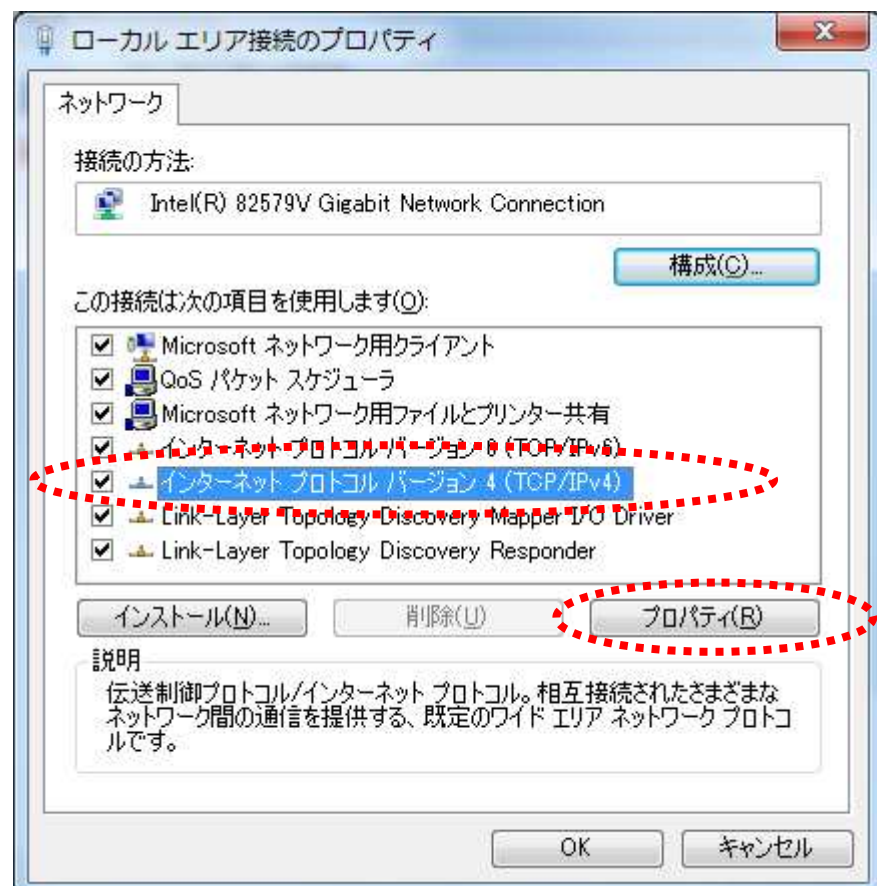 ローカル エリア接続のプロパティ
ネットワーク
接続の方法:
Intel(R) 82579V Gigabit Network Connection
構成(C)...
この接続は次の項目を使用します(O):
Microsoft ネットワーク用クライアント
QoS パケット スケジューラ
Microsoft ネットワーク用ファイルとプリンター共有
インターネット プロトコル バージョン 6 (TCP/IPv6)
インターネット プロトコル バージョン 4 (TCP/IPv4)
Link-Layer Topology Discovery Mapper I/O Driver
Link-Layer Topology Discovery Responder
インストール(N)... 削除(U) プロパティ(R)
説明
伝送制御プロトコル/インターネット プロトコル。相互接続されたさまざまな
ネットワーク間の通信を提供する、既定のワイド エリア ネットワーク プロトコ
ルです。
OK キャンセル